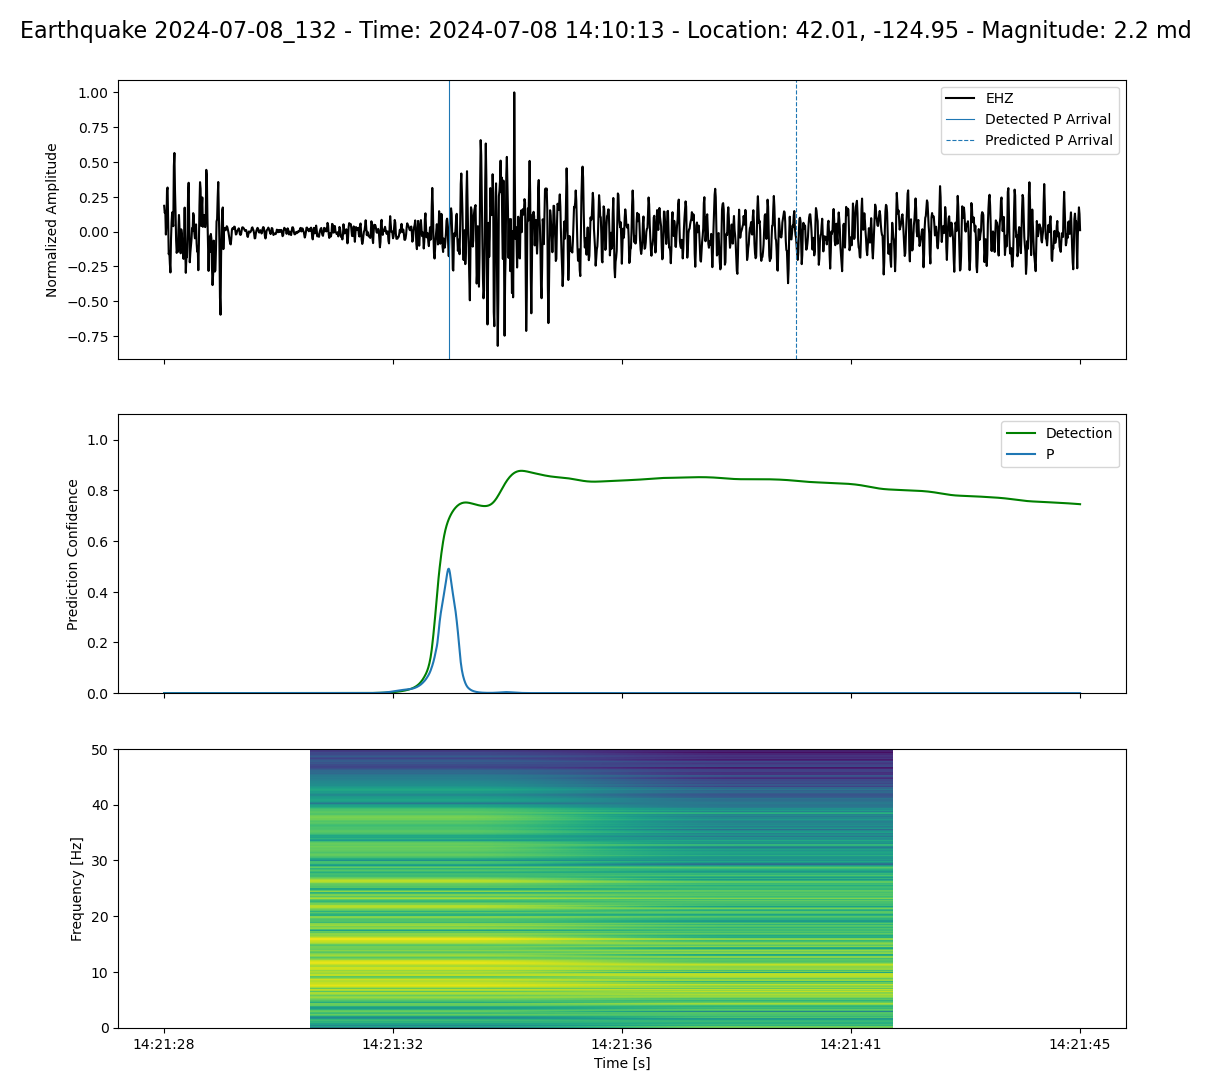 Earthquake 2024-07-08_132 - Time: 2024-07-08 14:10:13 - Location: 42.01, -124.95 - Magnitude: 2.2 md
1.00
0.75
0.50
0.25
0.00
−0.25
−0.50
−0.75
Normalized Amplitude
EHZ
Detected P Arrival
Predicted P Arrival
1.0
0.8
0.6
0.4
0.2
0.0
Prediction Confidence
Detection
P
50
40
30
20
10
0
Frequency [Hz]
14:21:28 14:21:32 14:21:36 14:21:41 14:21:45
Time [s]